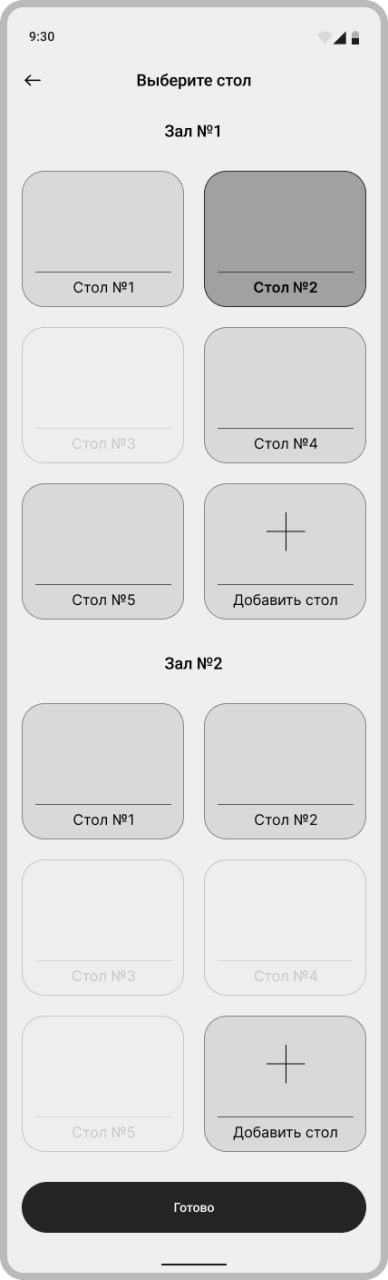 9:30
Выберите стол
Зал №1
Стол №1
Стол №2
Стол №3
Стол №4
Стол №5
Добавить стол
Зал №2
Стол №1
Стол №2
Стол №3
Стол №4
Стол №5
Добавить стол
Готово